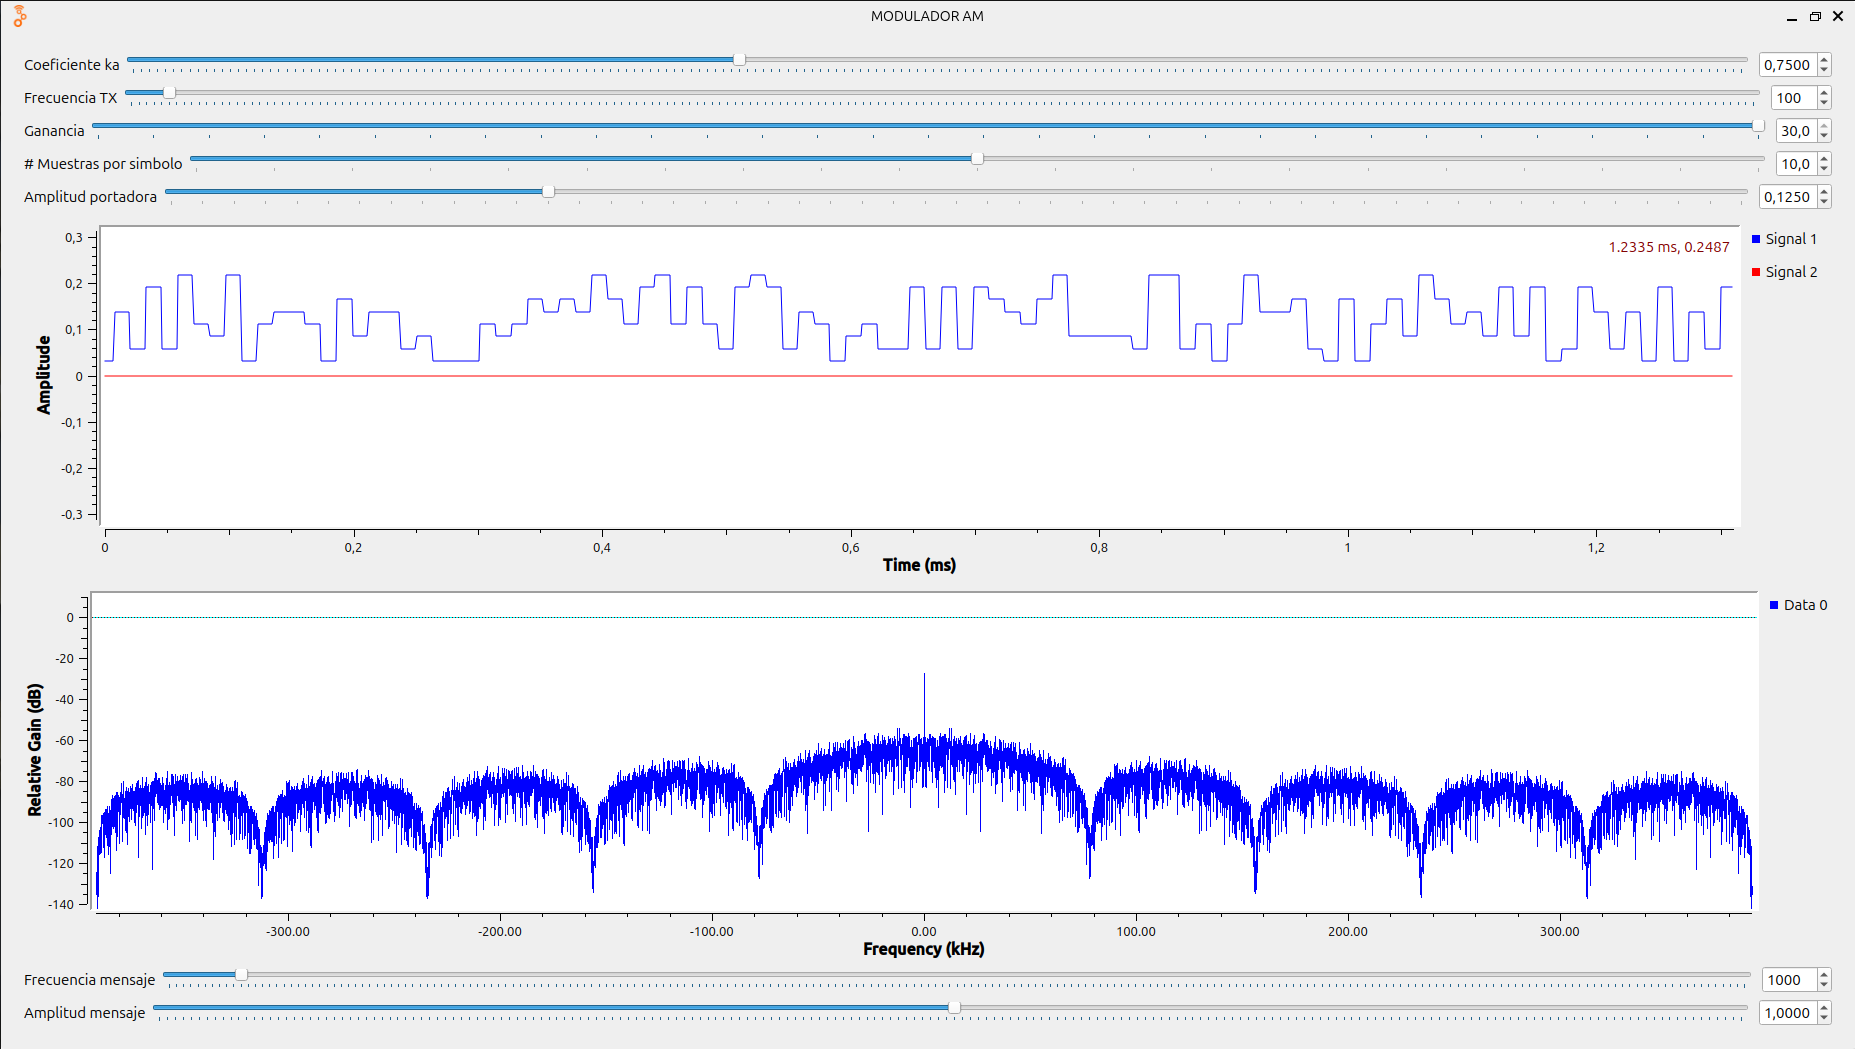 MODULADOR AM
Coeficiente ka 0,7500
Frecuencia TX 100
Ganancia 30,0
# Muestras por simbolo 10,0
Amplitud portadora 0,1250
1.2335 ms, 0.2487
Signal 1
Signal 2
Amplitude
0,3
0,2
0,1
0
-0,1
-0,2
-0,3
0 0,2 0,4 0,6 0,8 1 1,2
Time (ms)
Data 0
Relative Gain (dB)
0
-20
-40
-60
-80
-100
-120
-140
-300.00 -200.00 -100.00 0.00 100.00 200.00 300.00
Frequency (kHz)
Frecuencia mensaje 1000
Amplitud mensaje 1,0000